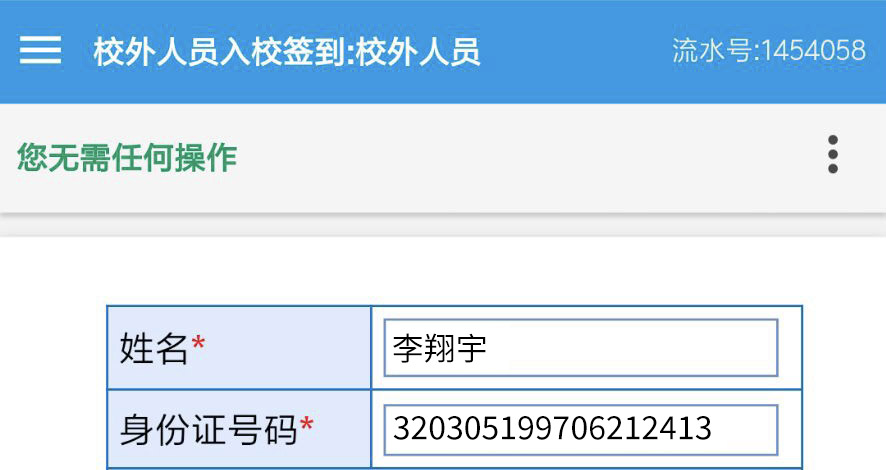 校外人员入校签到:校外人员 流水号:1454058
您无需任何操作
姓名* 李翔宇
身份证号码* 320305199706212413